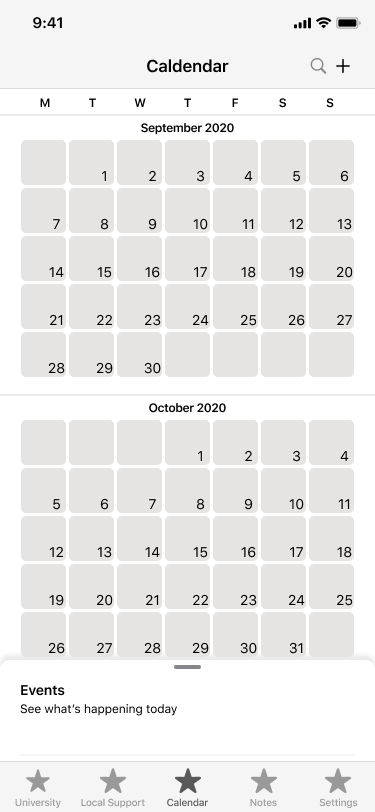 9:41
Caldendar
M T W T F S S
September 2020
1 2 3 4 5 6
7 8 9 10 11 12 13
14 15 16 17 18 19 20
21 22 23 24 25 26 27
28 29 30
October 2020
1 2 3 4
5 6 7 8 9 10 11
12 13 14 15 16 17 18
19 20 21 22 23 24 25
26 27 28 29 30 31
Events
See what’s happening today
University Local Support Calendar Notes Settings